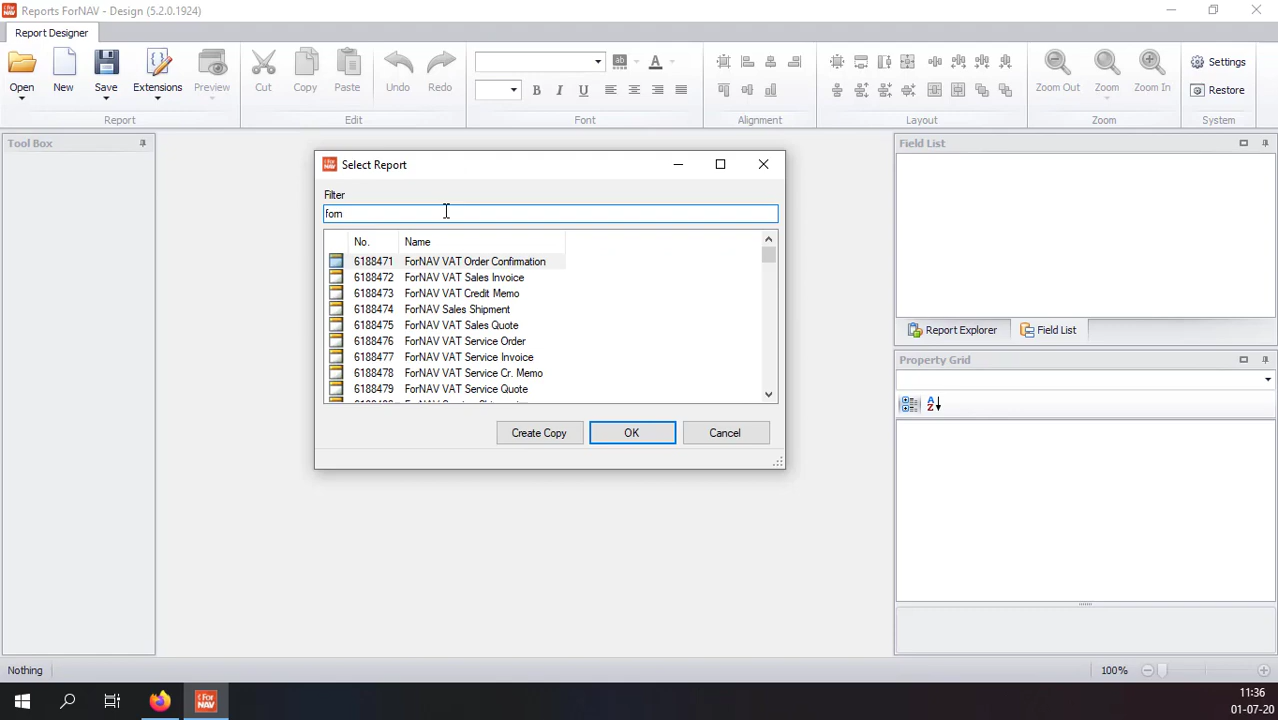 Reports ForNAV - Design (5.2.0.1924)
Report Designer
Open
New
Save
Extensions
Preview
Cut
Copy
Paste
Undo
Redo
Zoom Out
Zoom
Zoom In
Settings
Restore
Report
Edit
Font
Alignment
Layout
Zoom
System
Tool Box
Select Report
Filter
forn
No. Name
6188471 ForNAV VAT Order Confirmation
6188472 ForNAV VAT Sales Invoice
6188473 ForNAV VAT Credit Memo
6188474 ForNAV Sales Shipment
6188475 ForNAV VAT Sales Quote
6188476 ForNAV VAT Service Order
6188477 ForNAV VAT Service Invoice
6188478 ForNAV VAT Service Cr. Memo
6188479 ForNAV VAT Service Quote
Create Copy OK Cancel
Field List
Report Explorer Field List
Property Grid
Nothing
100%
For NAV
11:36
01-07-20